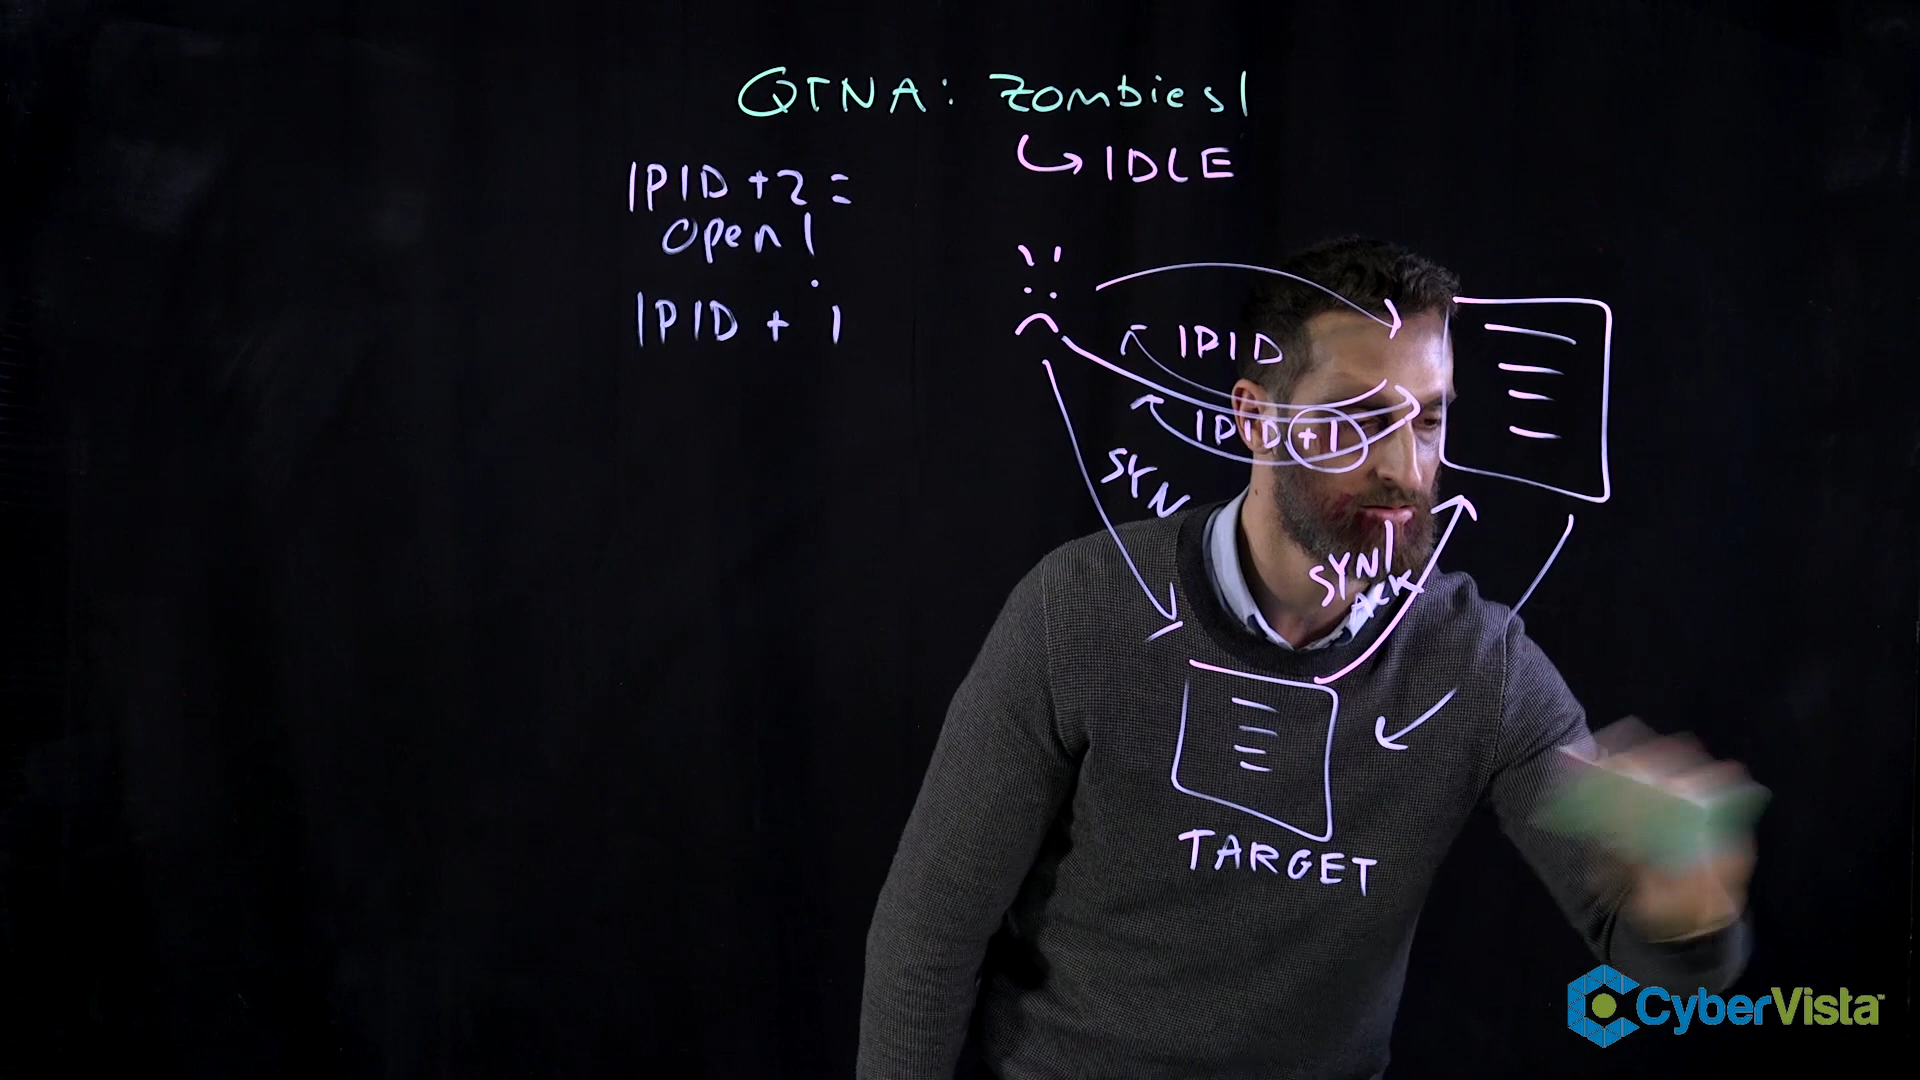 QTNA: Zombies!
IDLE
IPID +2 =
Open!
IPID + 1
IPID
IPID +1
SYN
SYN/
ACK
TARGET
CyberVista